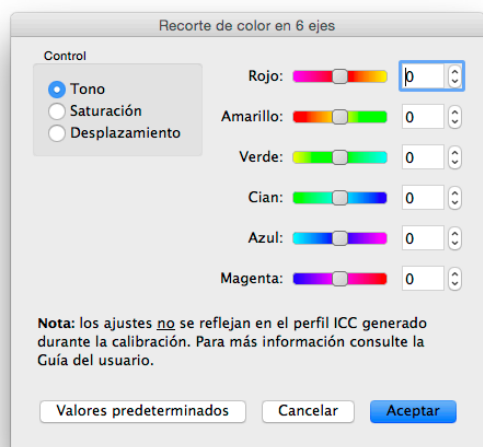 Recorte de color en 6 ejes
Control
Tono
Saturación
Desplazamiento
Rojo: 0
Amarillo: 0
Verde: 0
Cian: 0
Azul: 0
Magenta: 0
Nota: los ajustes no se reflejan en el perfil ICC generado
durante la calibración. Para más información consulte la
Guía del usuario.
Valores predeterminados Cancelar Aceptar